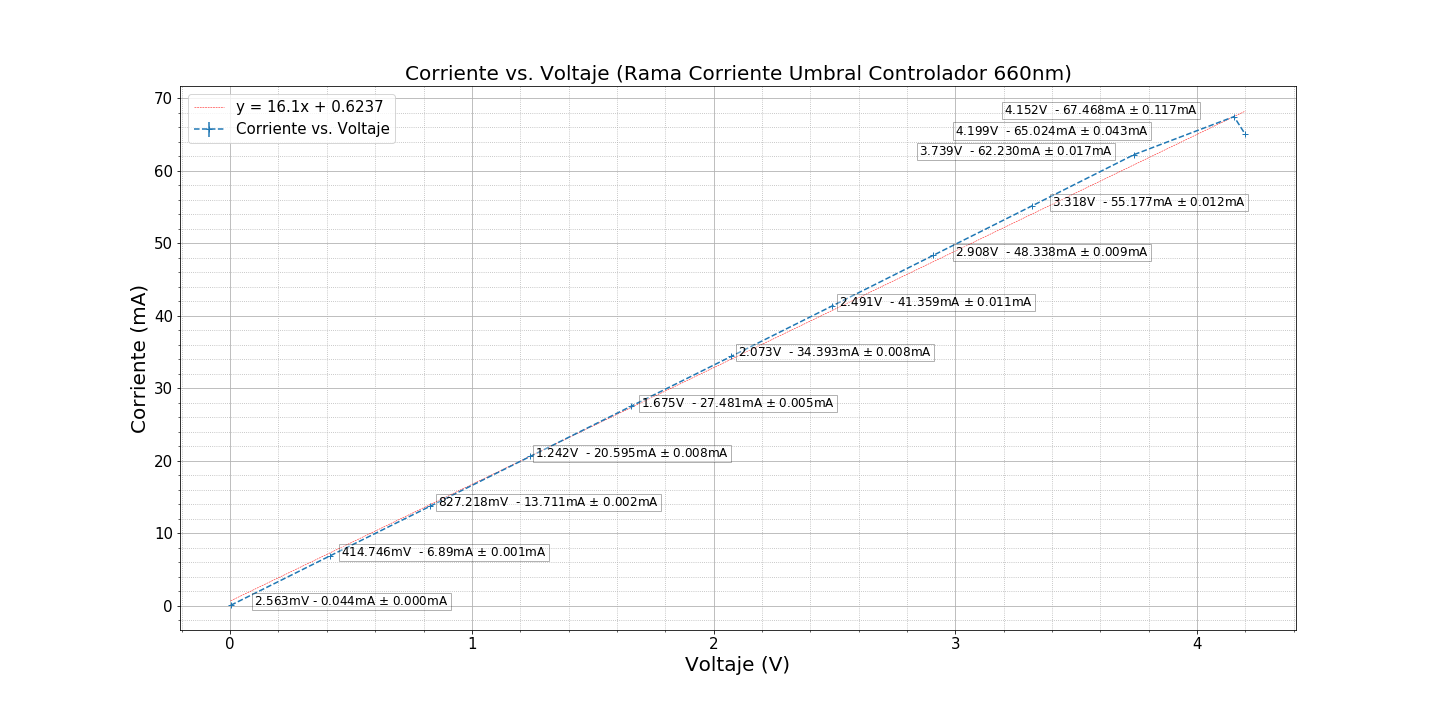 Corriente vs. Voltaje (Rama Corriente Umbral Controlador 660nm)
y = 16.1x + 0.6237
Corriente vs. Voltaje
70
60
50
40
30
20
10
0
Corriente (mA)
4.152V - 67.468mA ± 0.117mA
4.199V - 65.024mA ± 0.043mA
3.739V - 62.230mA ± 0.017mA
3.318V - 55.177mA ± 0.012mA
2.908V - 48.338mA ± 0.009mA
2.491V - 41.359mA ± 0.011mA
2.073V - 34.393mA ± 0.008mA
1.675V - 27.481mA ± 0.005mA
1.242V - 20.595mA ± 0.008mA
827.218mV - 13.711mA ± 0.002mA
414.746mV - 6.89mA ± 0.001mA
2.563mV - 0.044mA ± 0.000mA
0 1 2 3 4
Voltaje (V)